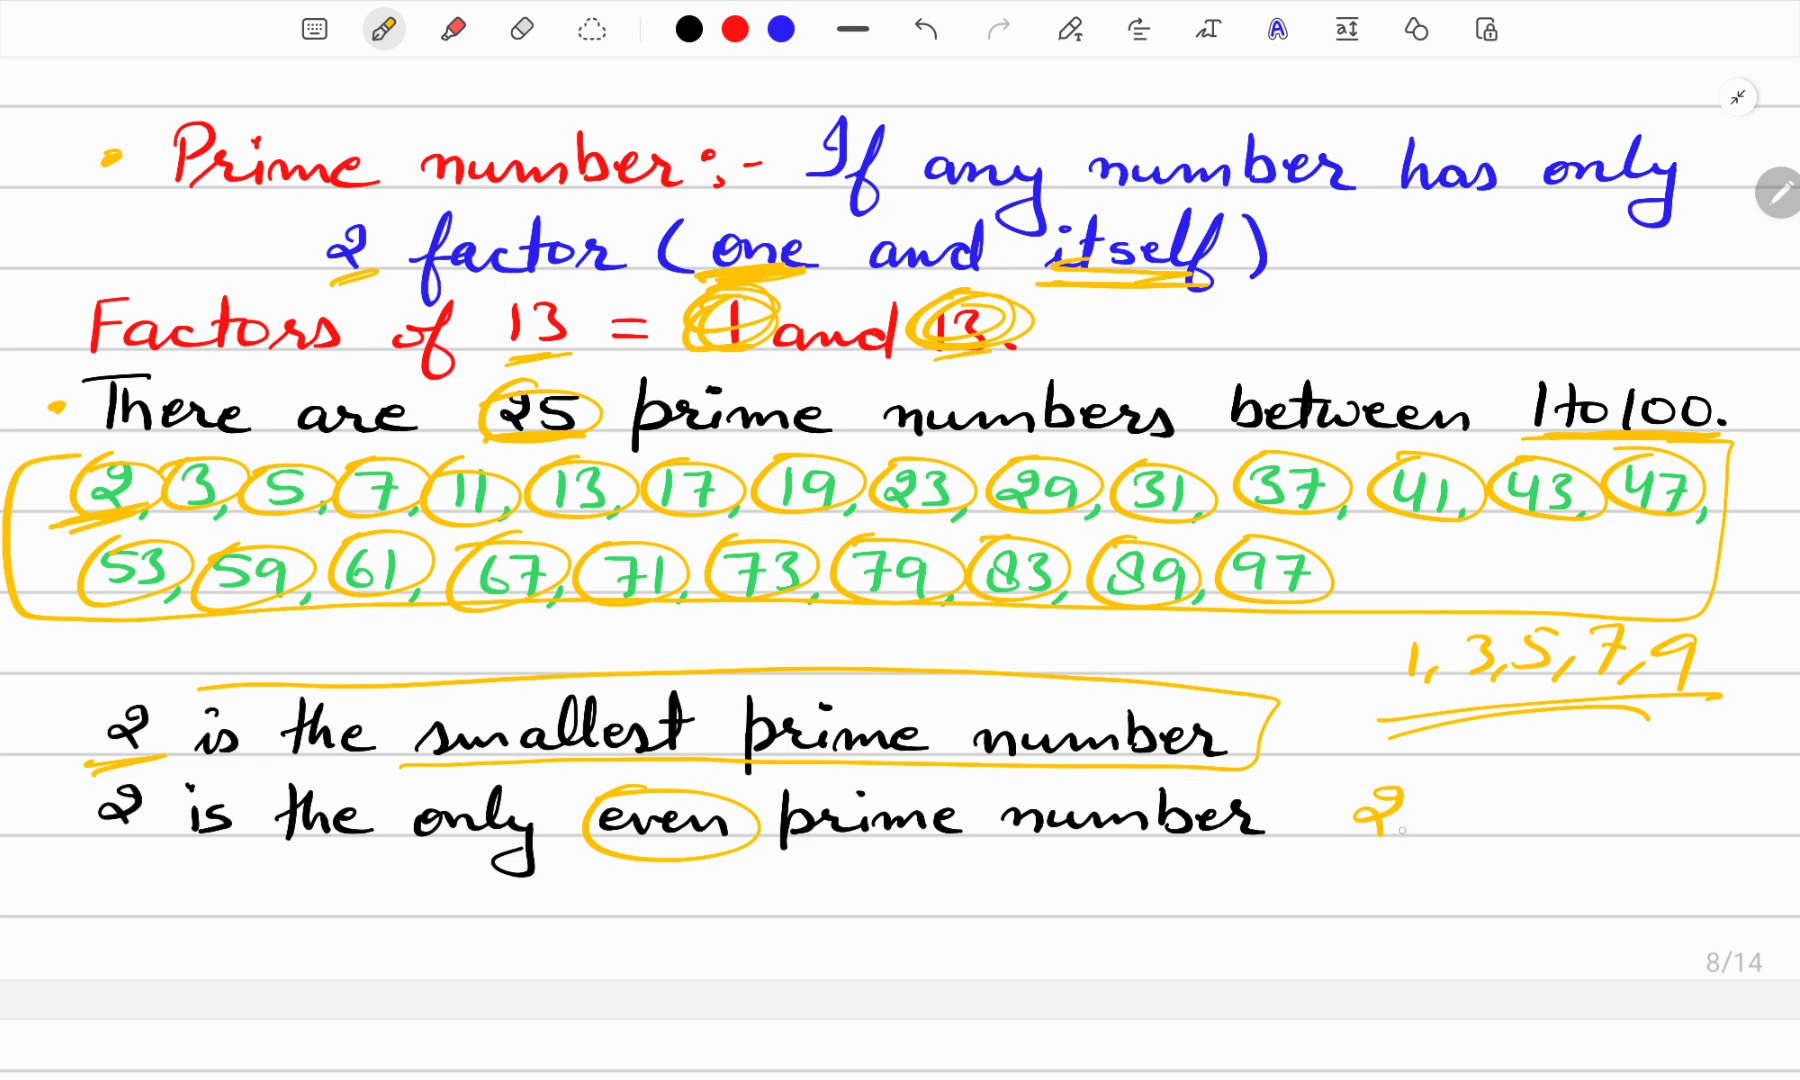 Prime number:- If any number has only
2 factor (one and itself)
Factors of 13 = 1 and 13.
There are 25 prime numbers between 1 to 100.
2, 3, 5, 7, 11, 13, 17, 19, 23, 29, 31, 37, 41, 43, 47,
53, 59, 61, 67, 71, 73, 79, 83, 89, 97
1, 3, 5, 7, 9
2 is the smallest prime number
2 is the only even prime number 2
8/14